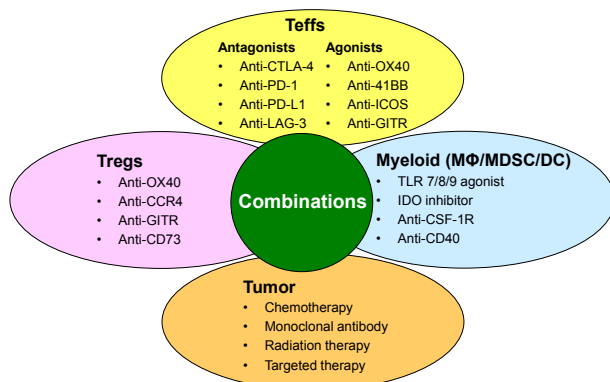 Teffs
Antagonists
• Anti-CTLA-4
• Anti-PD-1
• Anti-PD-L1
• Anti-LAG-3
Agonists
• Anti-OX40
• Anti-41BB
• Anti-ICOS
• Anti-GITR
Tregs
• Anti-OX40
• Anti-CCR4
• Anti-GITR
• Anti-CD73
Combinations
Myeloid (MΦ/MDSC/DC)
• TLR 7/8/9 agonist
• IDO inhibitor
• Anti-CSF-1R
• Anti-CD40
Tumor
• Chemotherapy
• Monoclonal antibody
• Radiation therapy
• Targeted therapy